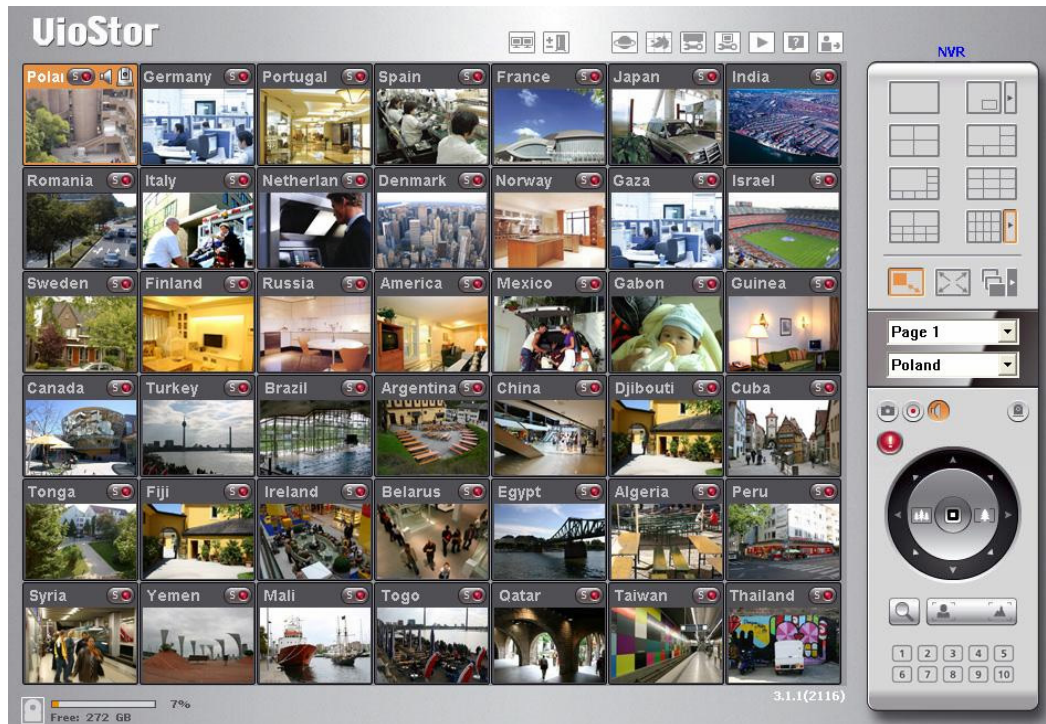 VioStor
NVR
Polar S
Germany S
Portugal S
Spain S
France S
Japan S
India S
Romania S
Italy S
Netherlan S
Denmark S
Norway S
Gaza S
Israel S
Sweden S
Finland S
Russia S
America S
Mexico S
Gabon S
Guinea S
Canada S
Turkey S
Brazil S
Argentina S
China S
Djibouti S
Cuba S
Tonga S
Fiji S
Ireland S
Belarus S
Egypt S
Algeria S
Peru S
Syria S
Yemen S
Mali S
Togo S
Qatar S
Taiwan S
Thailand S
Page 1
Poland
1 2 3 4 5
6 7 8 9 10
7%
Free: 272 GB
3.1.1(2116)